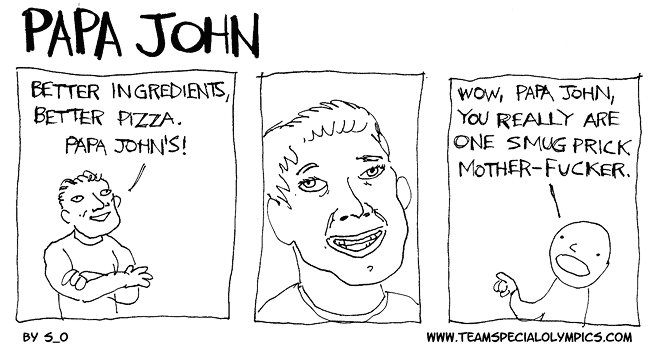 PAPA JOHN
BETTER INGREDIENTS,
BETTER PIZZA.
PAPA JOHN'S!
WOW, PAPA JOHN,
YOU REALLY ARE
ONE SMUG PRICK
MOTHER-FUCKER.
BY S_O
WWW.TEAMSPECIALOLYMPICS.COM